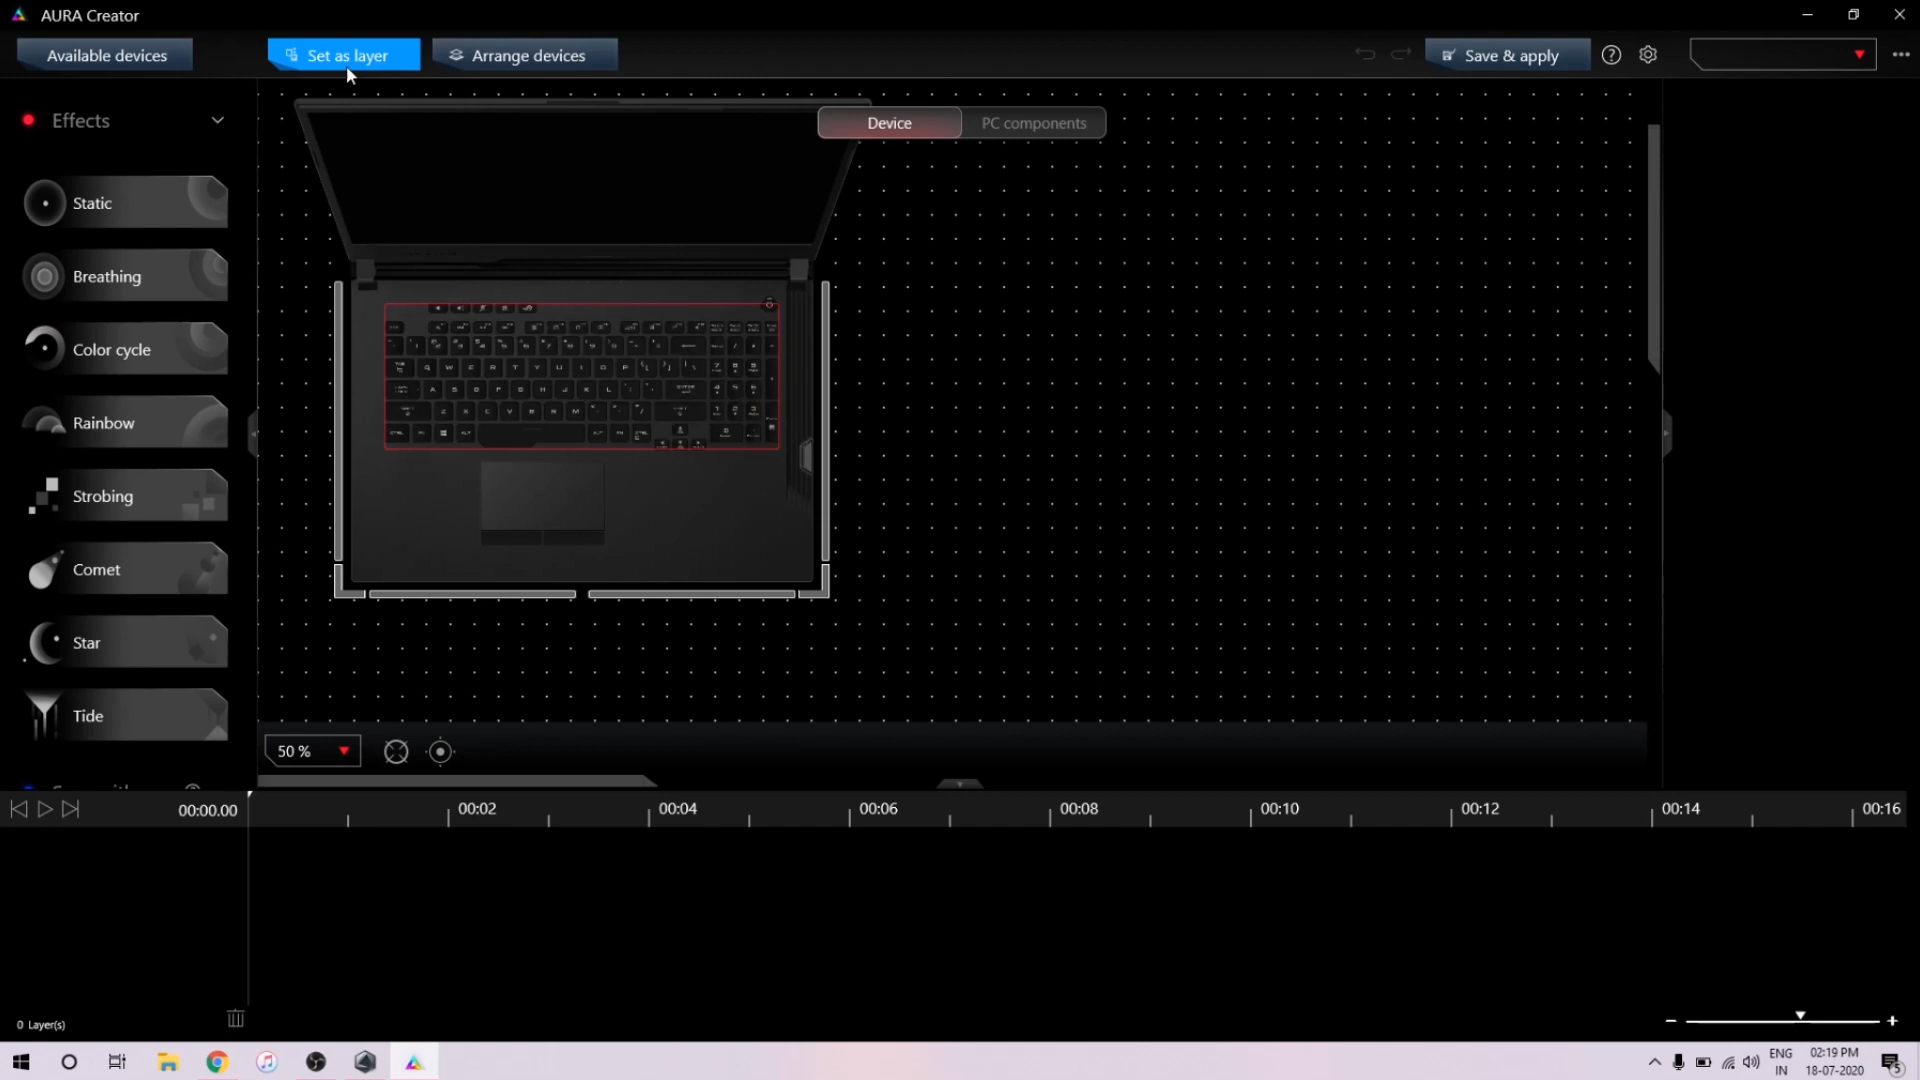 AURA Creator
Available devices
Set as layer
Arrange devices
Save & apply
Effects
Device
PC components
Static
Breathing
Color cycle
Rainbow
Strobing
Comet
Star
Tide
50 %
00:00.00
00:02
00:04
00:06
00:08
00:10
00:12
00:14
00:16
0 Layer(s)
ENG
IN
02:19 PM
18-07-2020
5